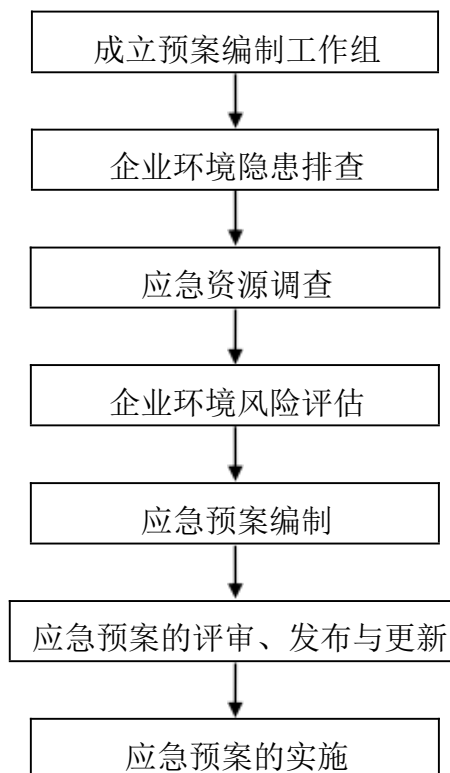 成立预案编制工作组
企业环境隐患排查
应急资源调查
企业环境风险评估
应急预案编制
应急预案的评审、发布与更新
应急预案的实施